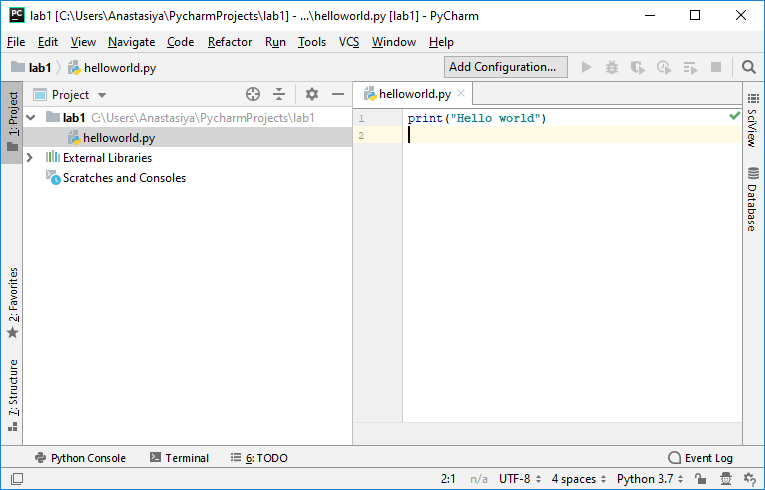 PC lab1 [C:\Users\Anastasiya\PycharmProjects\lab1] - ...\helloworld.py [lab1] - PyCharm
File Edit View Navigate Code Refactor Run Tools VCS Window Help
lab1 helloworld.py Add Configuration...
1: Project
Project
helloworld.py
lab1 C:\Users\Anastasiya\PycharmProjects\lab1
helloworld.py
External Libraries
Scratches and Consoles
1 print("Hello world")
2
SciView
Database
2: Favorites
7: Structure
Python Console Terminal 6: TODO Event Log
2:1 n/a UTF-8 4 spaces Python 3.7